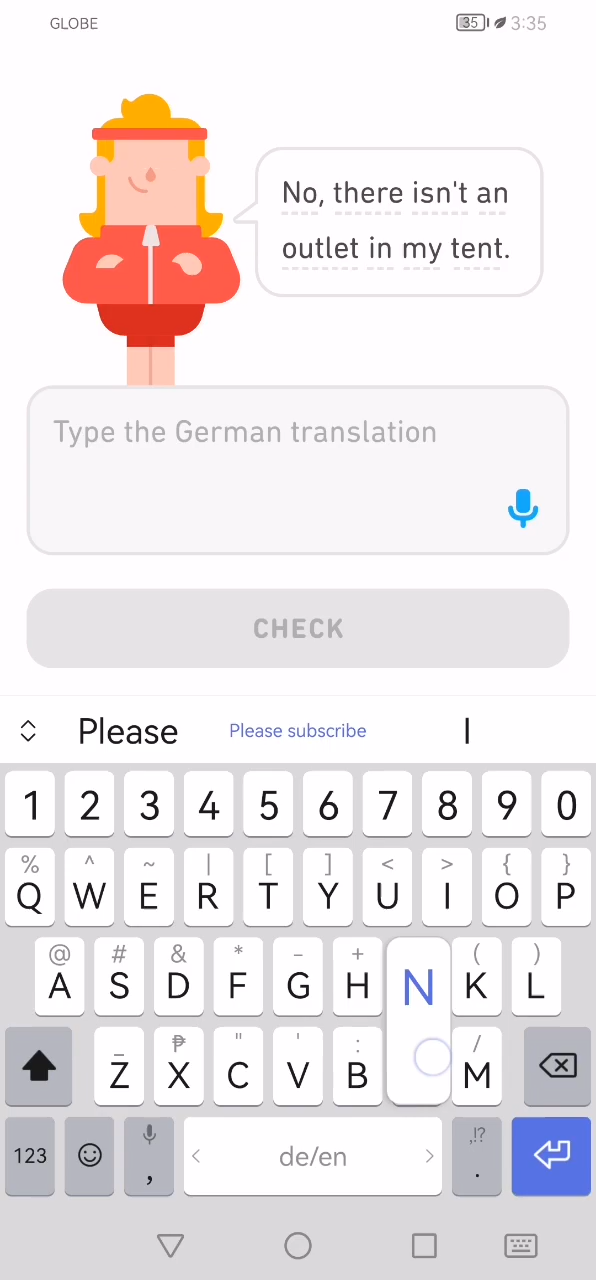 GLOBE 35 3:35
No, there isn't an
outlet in my tent.
Type the German translation
CHECK
Please Please subscribe I
1 2 3 4 5 6 7 8 9 0
% ^ ~ | [ ] < > { }
Q W E R T Y U I O P
@ # & * - + ( )
A S D F G H N K L
_ ₱ " ' : /
Z X C V B M
123 , < de/en > ,!? .